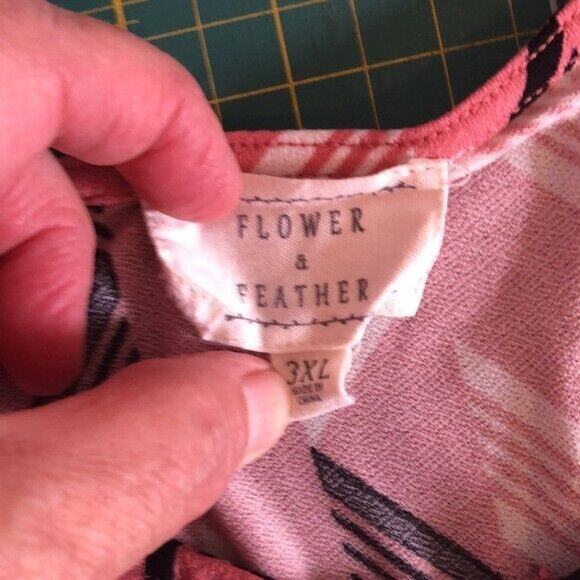 FLOWER
&
FEATHER
3XL
MADE IN
CHINA